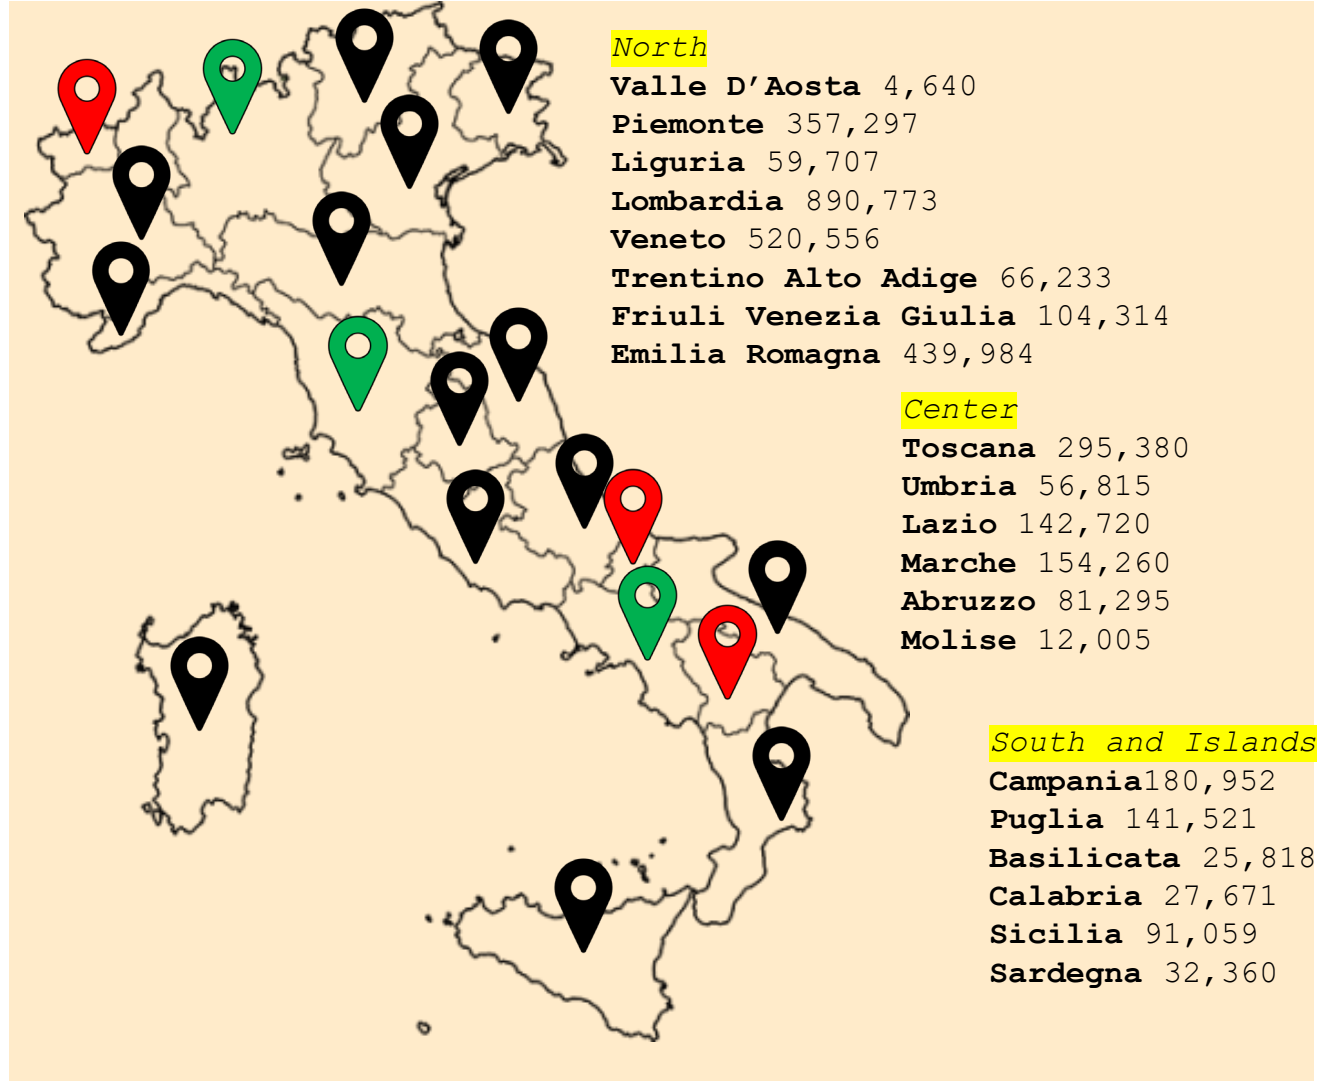 North
Valle D’Aosta 4,640
Piemonte 357,297
Liguria 59,707
Lombardia 890,773
Veneto 520,556
Trentino Alto Adige 66,233
Friuli Venezia Giulia 104,314
Emilia Romagna 439,984
Center
Toscana 295,380
Umbria 56,815
Lazio 142,720
Marche 154,260
Abruzzo 81,295
Molise 12,005
South and Islands
Campania180,952
Puglia 141,521
Basilicata 25,818
Calabria 27,671
Sicilia 91,059
Sardegna 32,360